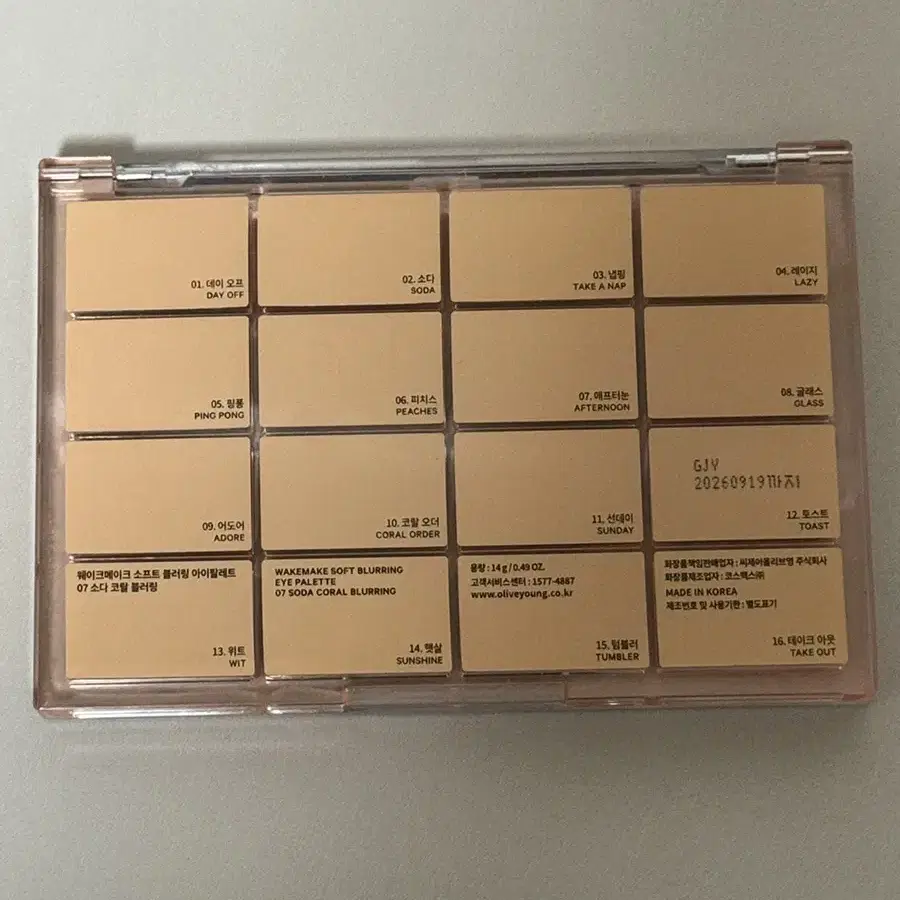 01. 데이 오프
DAY OFF
02. 소다
SODA
03. 냅핑
TAKE A NAP
04. 레이지
LAZY
05. 핑퐁
PING PONG
06. 피치스
PEACHES
07. 애프터눈
AFTERNOON
08. 글래스
GLASS
09. 어도어
ADORE
10. 코랄 오더
CORAL ORDER
11. 선데이
SUNDAY
GJY
20260919까지
12. 토스트
TOAST
웨이크메이크 소프트 블러링 아이팔레트
07 소다 코랄 블러링
13. 위트
WIT
WAKEMAKE SOFT BLURRING
EYE PALETTE
07 SODA CORAL BLURRING
14. 햇살
SUNSHINE
용량 : 14 g / 0.49 OZ.
고객서비스센터 : 1577-4887
www.oliveyoung.co.kr
15. 텀블러
TUMBLER
화장품책임판매업자 : 씨제이올리브영 주식회사
화장품제조업자 : 코스맥스㈜
MADE IN KOREA
제조번호 및 사용기한 : 별도표기
16. 테이크 아웃
TAKE OUT